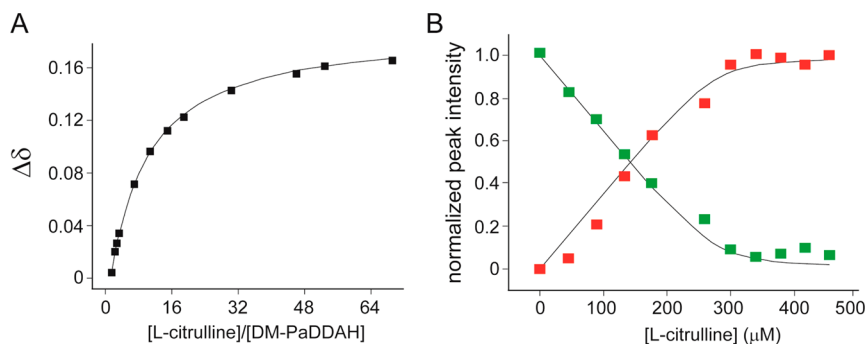 A
0.16
0.12
0.08
0.04
0
Δδ
0 16 32 48 64
[L-citrulline]/[DM-PaDDAH]
B
1.0
0.8
0.6
0.4
0.2
0
normalized peak intensity
0 100 200 300 400 500
[L-citrulline] (μM)